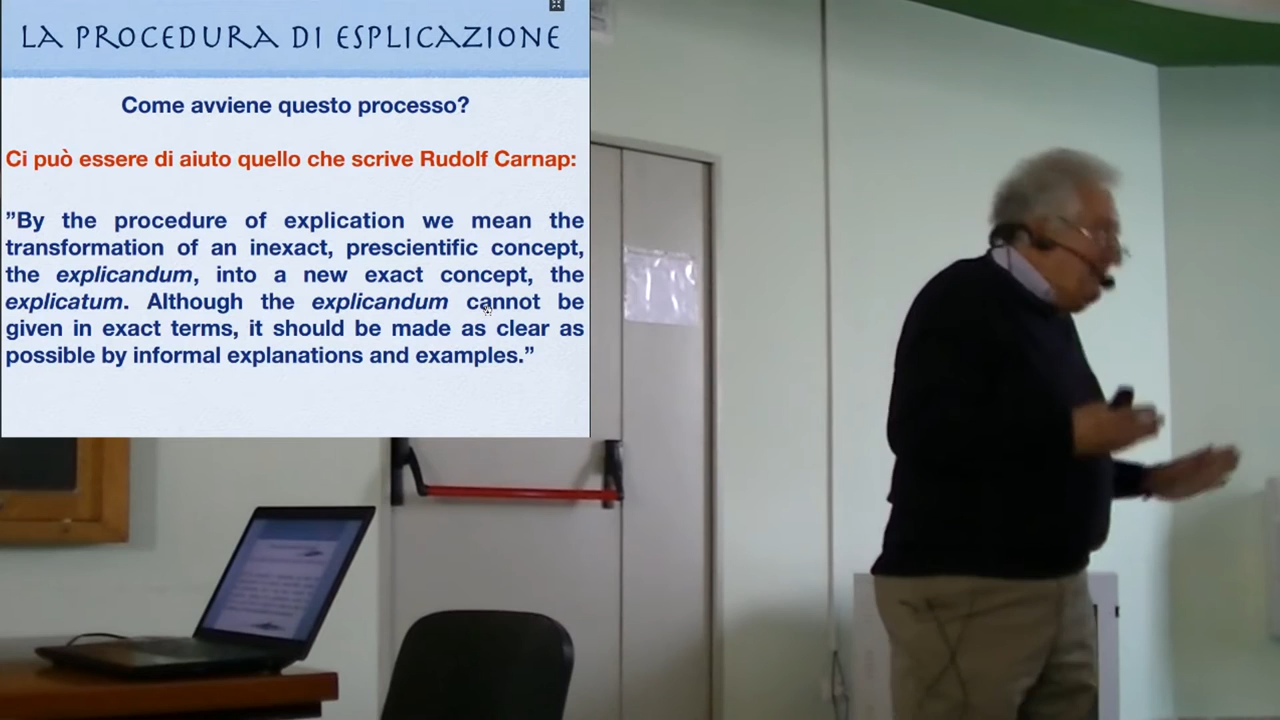 LA PROCEDURA DI ESPLICAZIONE
Come avviene questo processo?
Ci può essere di aiuto quello che scrive Rudolf Carnap:
”By the procedure of explication we mean the
transformation of an inexact, prescientific concept,
the explicandum, into a new exact concept, the
explicatum. Although the explicandum cannot be
given in exact terms, it should be made as clear as
possible by informal explanations and examples.”